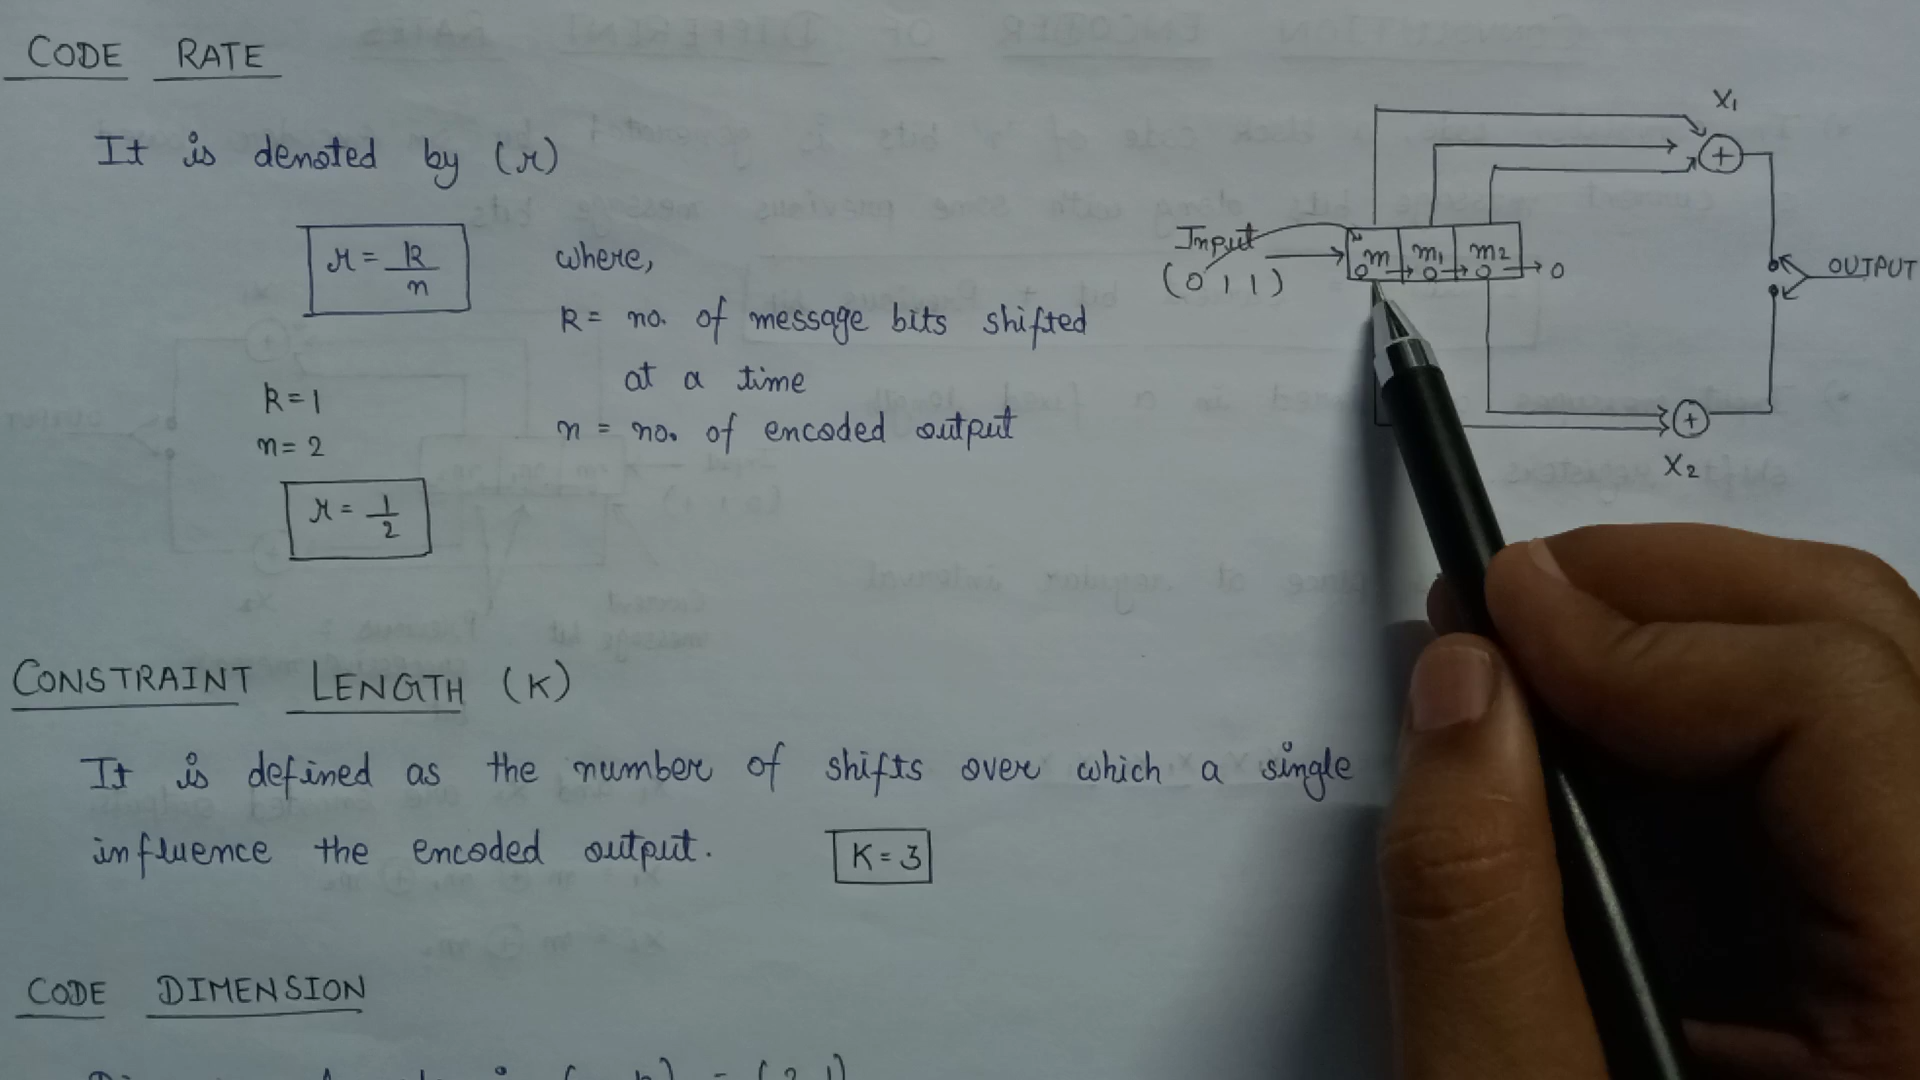 CODE RATE
It is denoted by (r)
r = k/n
where,
k = no. of message bits shifted
at a time
n = no. of encoded output
k = 1
n = 2
r = 1/2
X1
Input
(0 1 1)
m m1 m2
0 → 0 → 0 → 0
OUTPUT
X2
CONSTRAINT LENGTH (K)
It is defined as the number of shifts over which a single
influence the encoded output.
K = 3
CODE DIMENSION